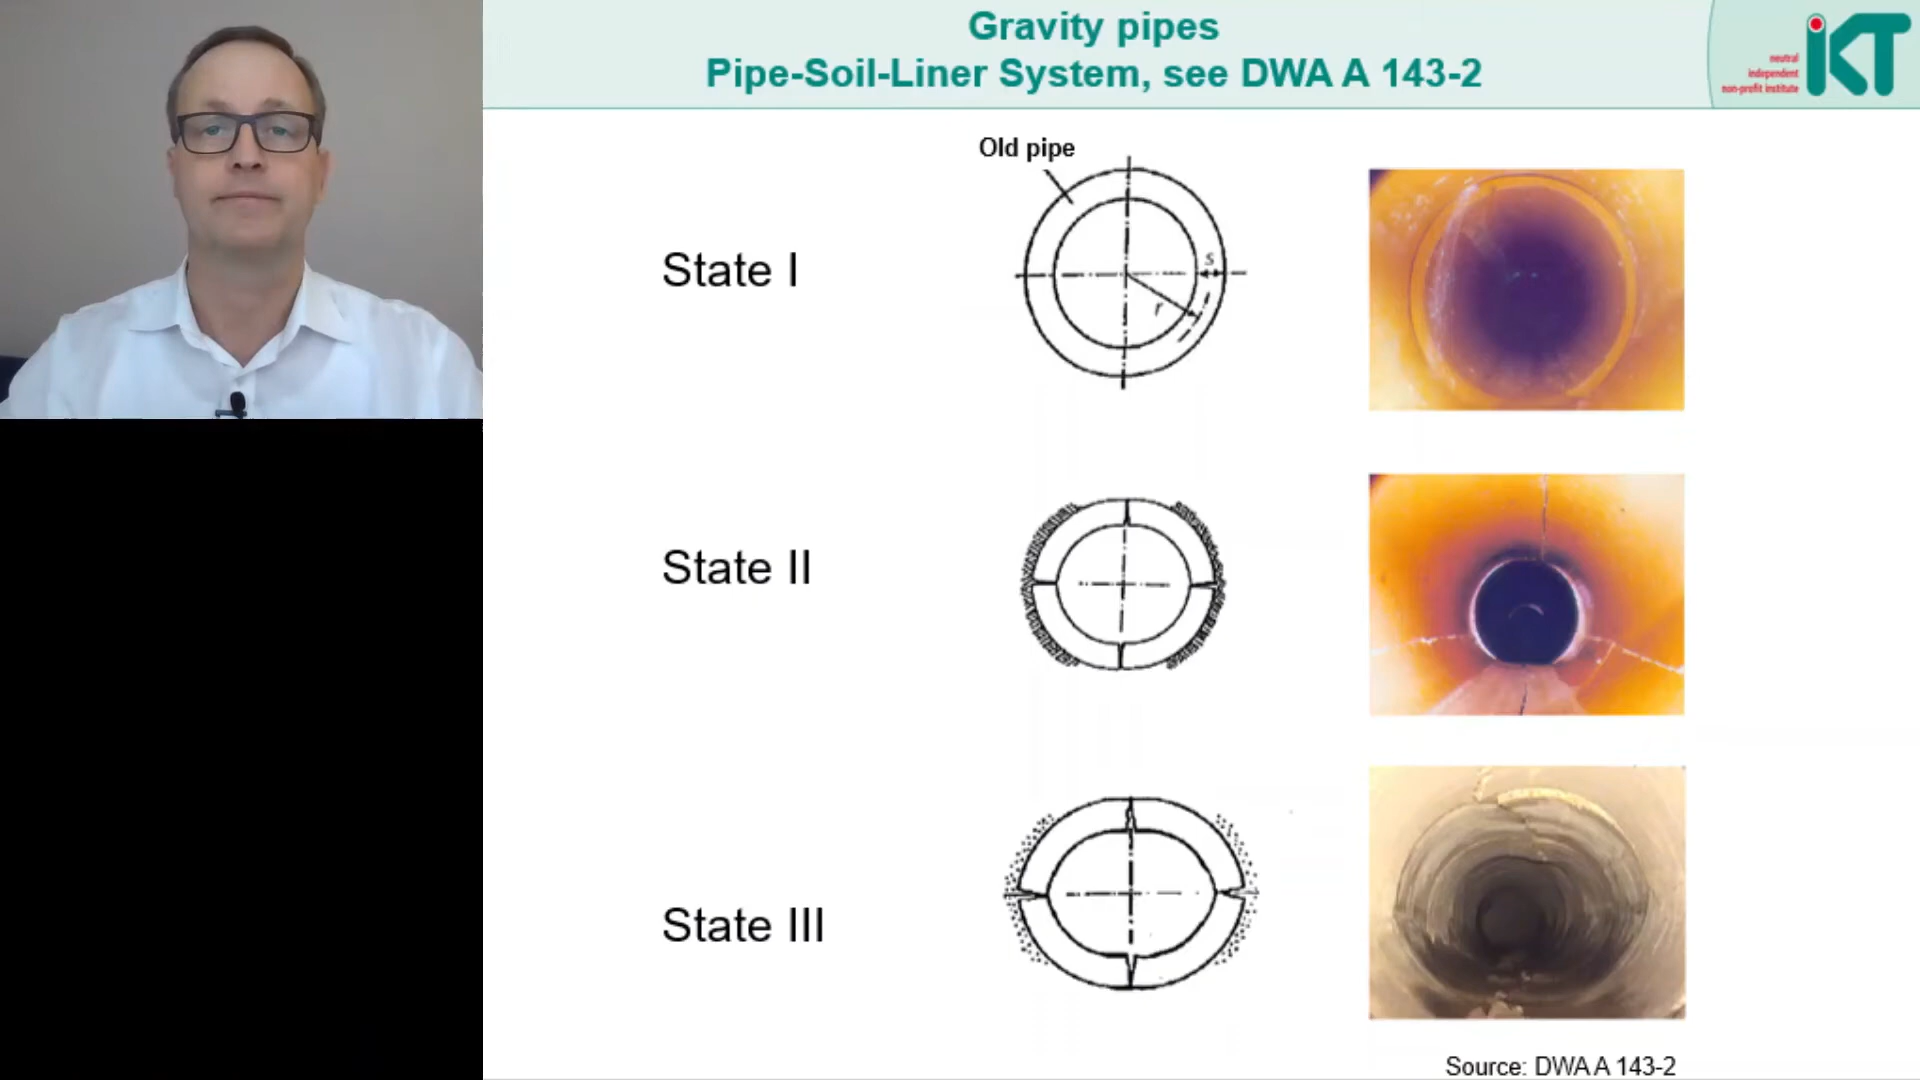 Gravity pipes
Pipe-Soil-Liner System, see DWA A 143-2
neutral
independent
non-profit institute
iKT
Old pipe
State I
s
r
State II
State III
Source: DWA A 143-2